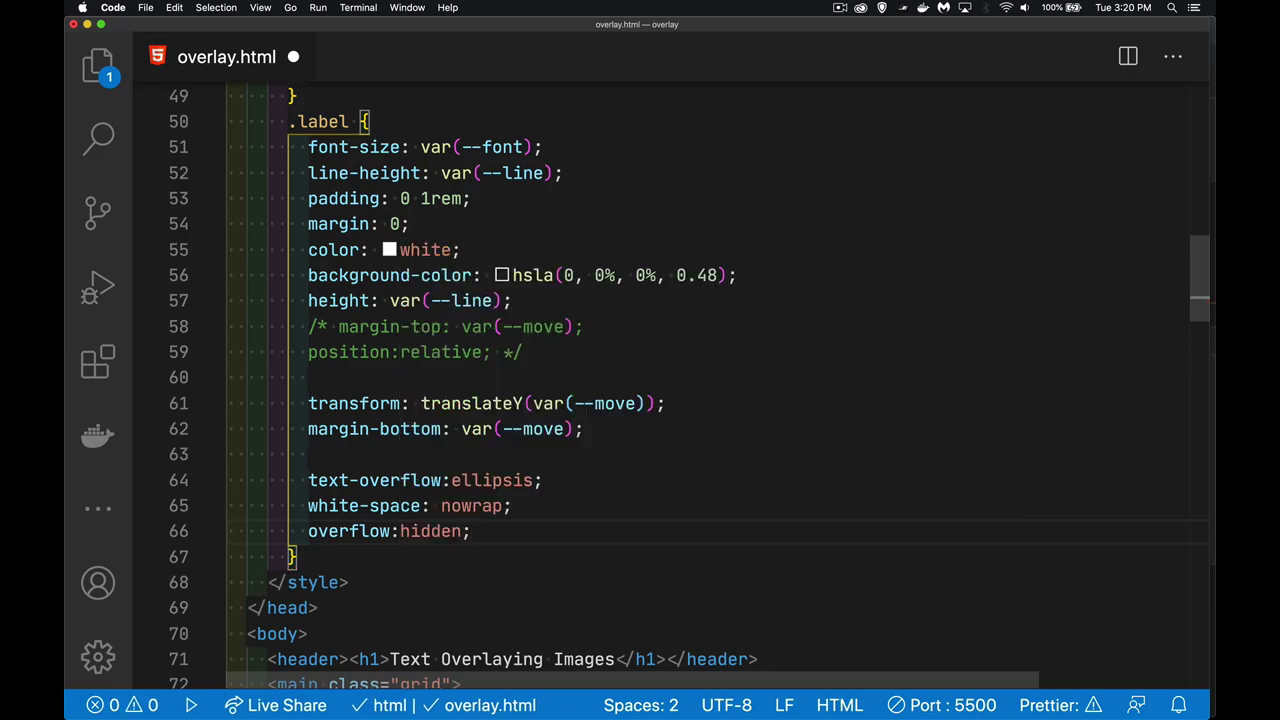 Code File Edit Selection View Go Run Terminal Window Help 100% Tue 3:20 PM
overlay.html — overlay
overlay.html
1
49 }
50 .label {
51 font-size: var(--font);
52 line-height: var(--line);
53 padding: 0 1rem;
54 margin: 0;
55 color: white;
56 background-color: hsla(0, 0%, 0%, 0.48);
57 height: var(--line);
58 /* margin-top: var(--move);
59 position:relative; */
60
61 transform: translateY(var(--move));
62 margin-bottom: var(--move);
63
64 text-overflow:ellipsis;
65 white-space: nowrap;
66 overflow:hidden;
67 }
68 </style>
69 </head>
70 <body>
71 <header><h1>Text Overlaying Images</h1></header>
72 <main class="grid">
0 0 Live Share html overlay.html Spaces: 2 UTF-8 LF HTML Port : 5500 Prettier: